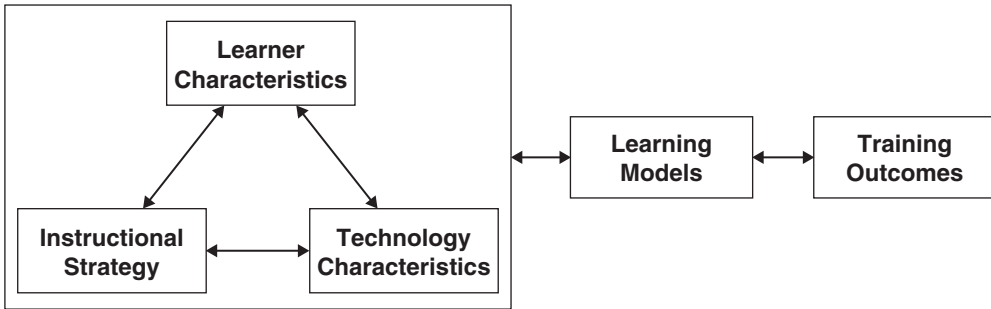 Learner
Characteristics
Instructional
Strategy
Technology
Characteristics
Learning
Models
Training
Outcomes